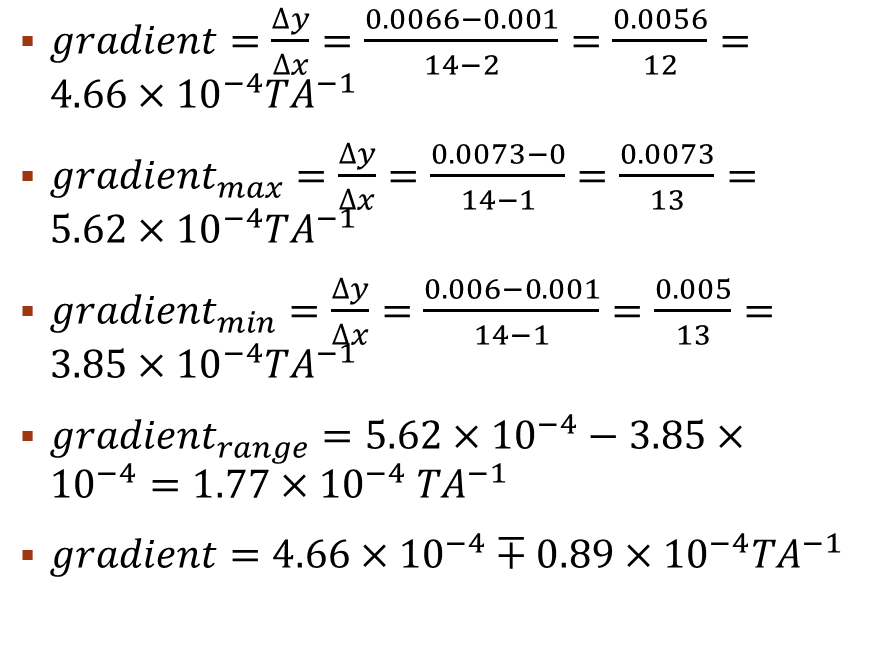 ▪ gradient = Δy/Δx = 0.0066−0.001/14−2 = 0.0056/12 =
4.66 × 10⁻⁴TA⁻¹
▪ gradient_max = Δy/Δx = 0.0073−0/14−1 = 0.0073/13 =
5.62 × 10⁻⁴TA⁻¹
▪ gradient_min = Δy/Δx = 0.006−0.001/14−1 = 0.005/13 =
3.85 × 10⁻⁴TA⁻¹
▪ gradient_range = 5.62 × 10⁻⁴ − 3.85 ×
10⁻⁴ = 1.77 × 10⁻⁴ TA⁻¹
▪ gradient = 4.66 × 10⁻⁴ ∓ 0.89 × 10⁻⁴TA⁻¹